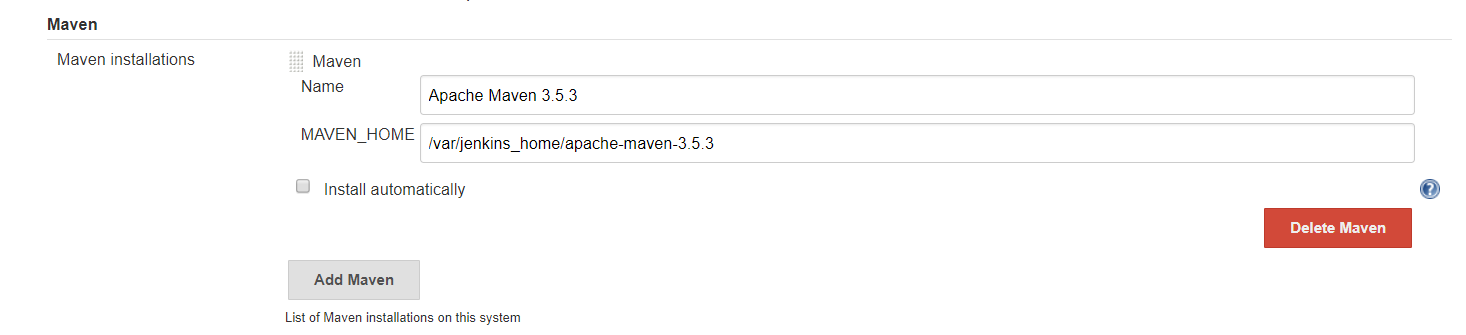 Maven
Maven installations
Maven
Name
Apache Maven 3.5.3
MAVEN_HOME
/var/jenkins_home/apache-maven-3.5.3
Install automatically
?
Delete Maven
Add Maven
List of Maven installations on this system